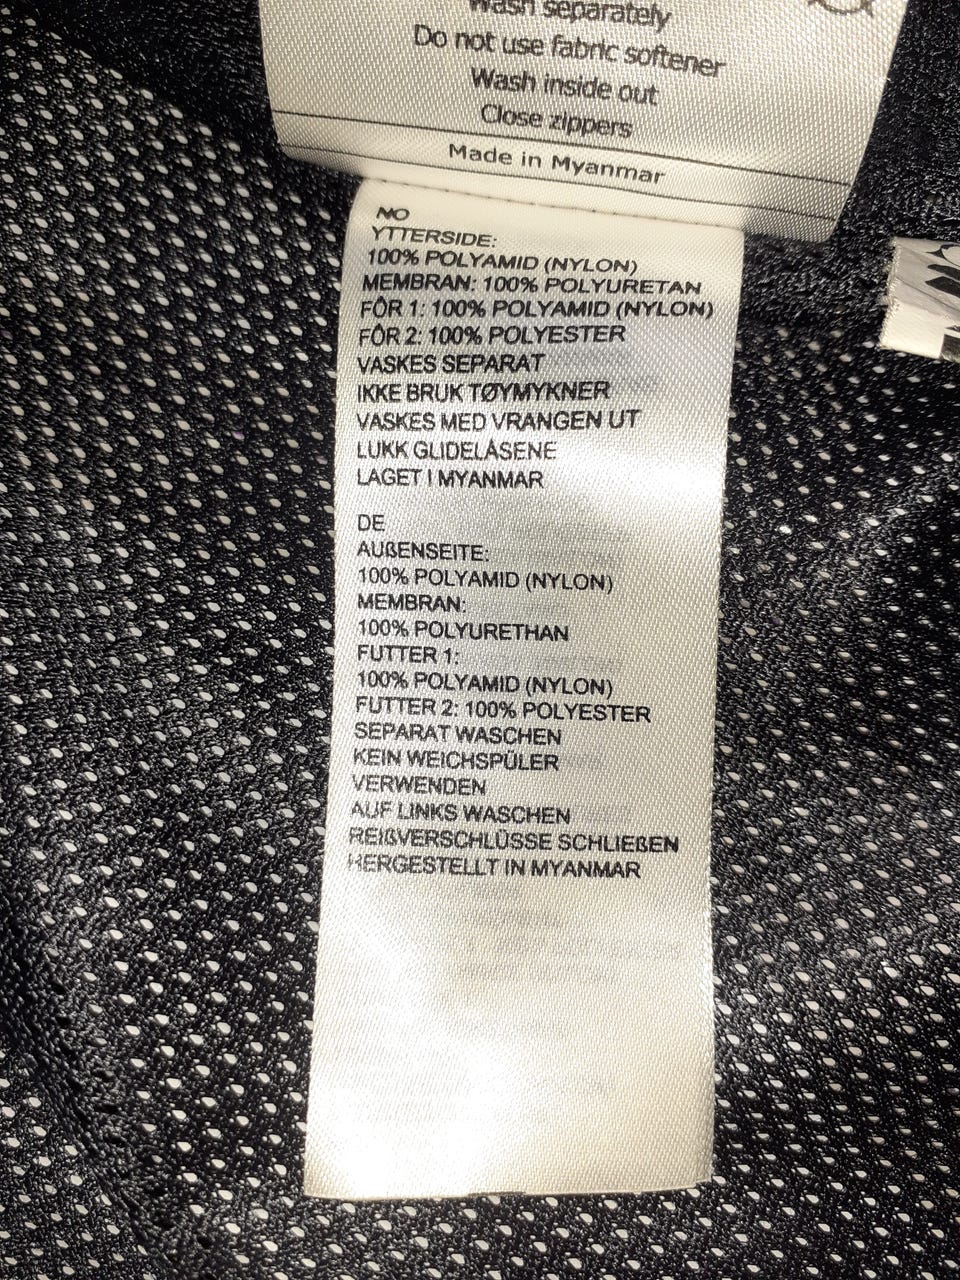 Wash separately
Do not use fabric softener
Wash inside out
Close zippers
Made in Myanmar
NO
YTTERSIDE:
100% POLYAMID (NYLON)
MEMBRAN: 100% POLYURETAN
FÔR 1: 100% POLYAMID (NYLON)
FÔR 2: 100% POLYESTER
VASKES SEPARAT
IKKE BRUK TØYMYKNER
VASKES MED VRANGEN UT
LUKK GLIDELÅSENE
LAGET I MYANMAR
DE
AUßENSEITE:
100% POLYAMID (NYLON)
MEMBRAN:
100% POLYURETHAN
FUTTER 1:
100% POLYAMID (NYLON)
FUTTER 2: 100% POLYESTER
SEPARAT WASCHEN
KEIN WEICHSPÜLER
VERWENDEN
AUF LINKS WASCHEN
REIßVERSCHLÜSSE SCHLIEßEN
HERGESTELLT IN MYANMAR